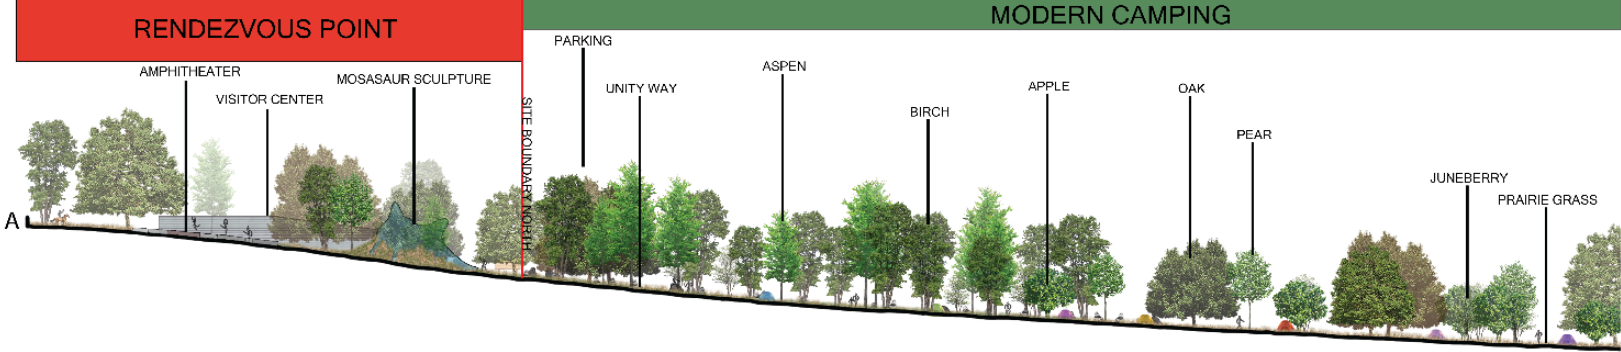 RENDEZVOUS POINT
MODERN CAMPING
AMPHITHEATER
VISITOR CENTER
MOSASAUR SCULPTURE
SITE BOUNDARY NORTH
PARKING
UNITY WAY
ASPEN
BIRCH
APPLE
OAK
PEAR
JUNEBERRY
PRAIRIE GRASS
A